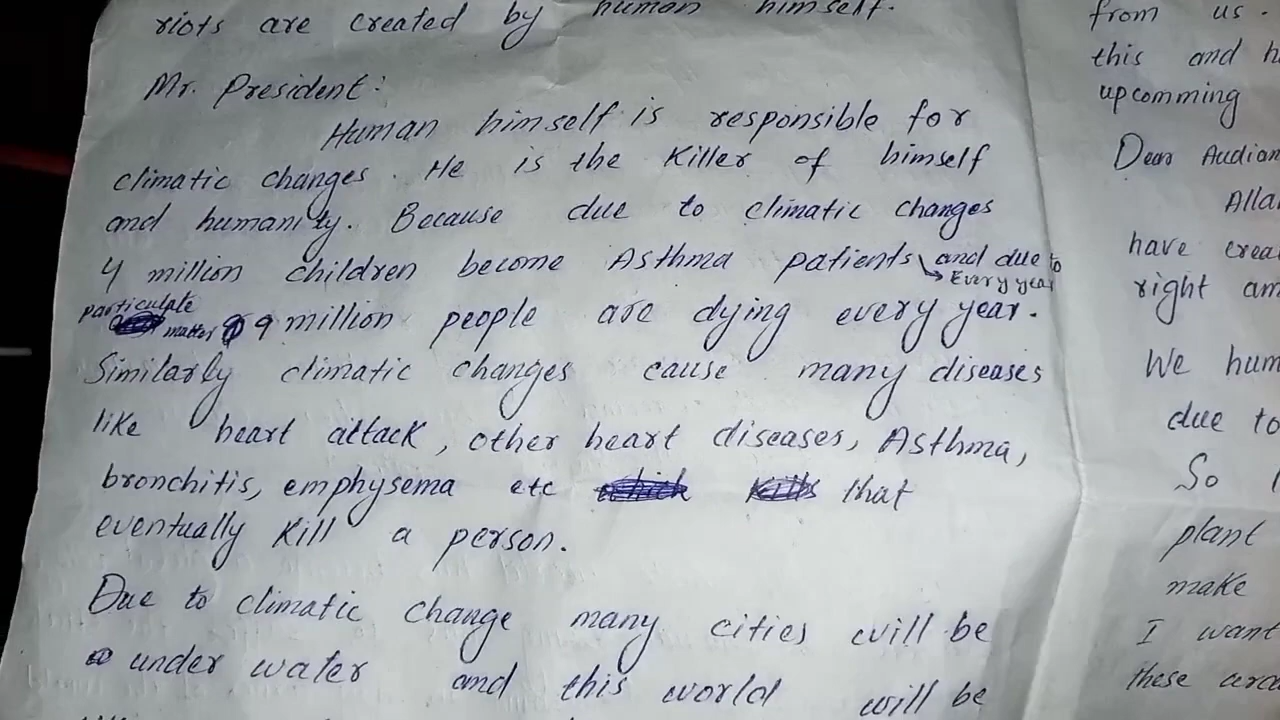 riots are created by human himself.
Mr. President:
Human himself is responsible for
climatic changes. He is the Killer of himself
and humanity. Because due to climatic changes
4 million children become Asthma patients and due to
Every year
particulate
matter 9 million people are dying every year.
Similarly climatic changes cause many diseases
like heart attack, other heart diseases, Asthma,
bronchitis, emphysema etc which kills that
eventually kill a person.
Due to climatic change many cities will be
under water and this world will be
from us.
this and h
upcomming
Dear Audian
Alla
have crea
right am
We hum
due to
So
plant
make
I want
these